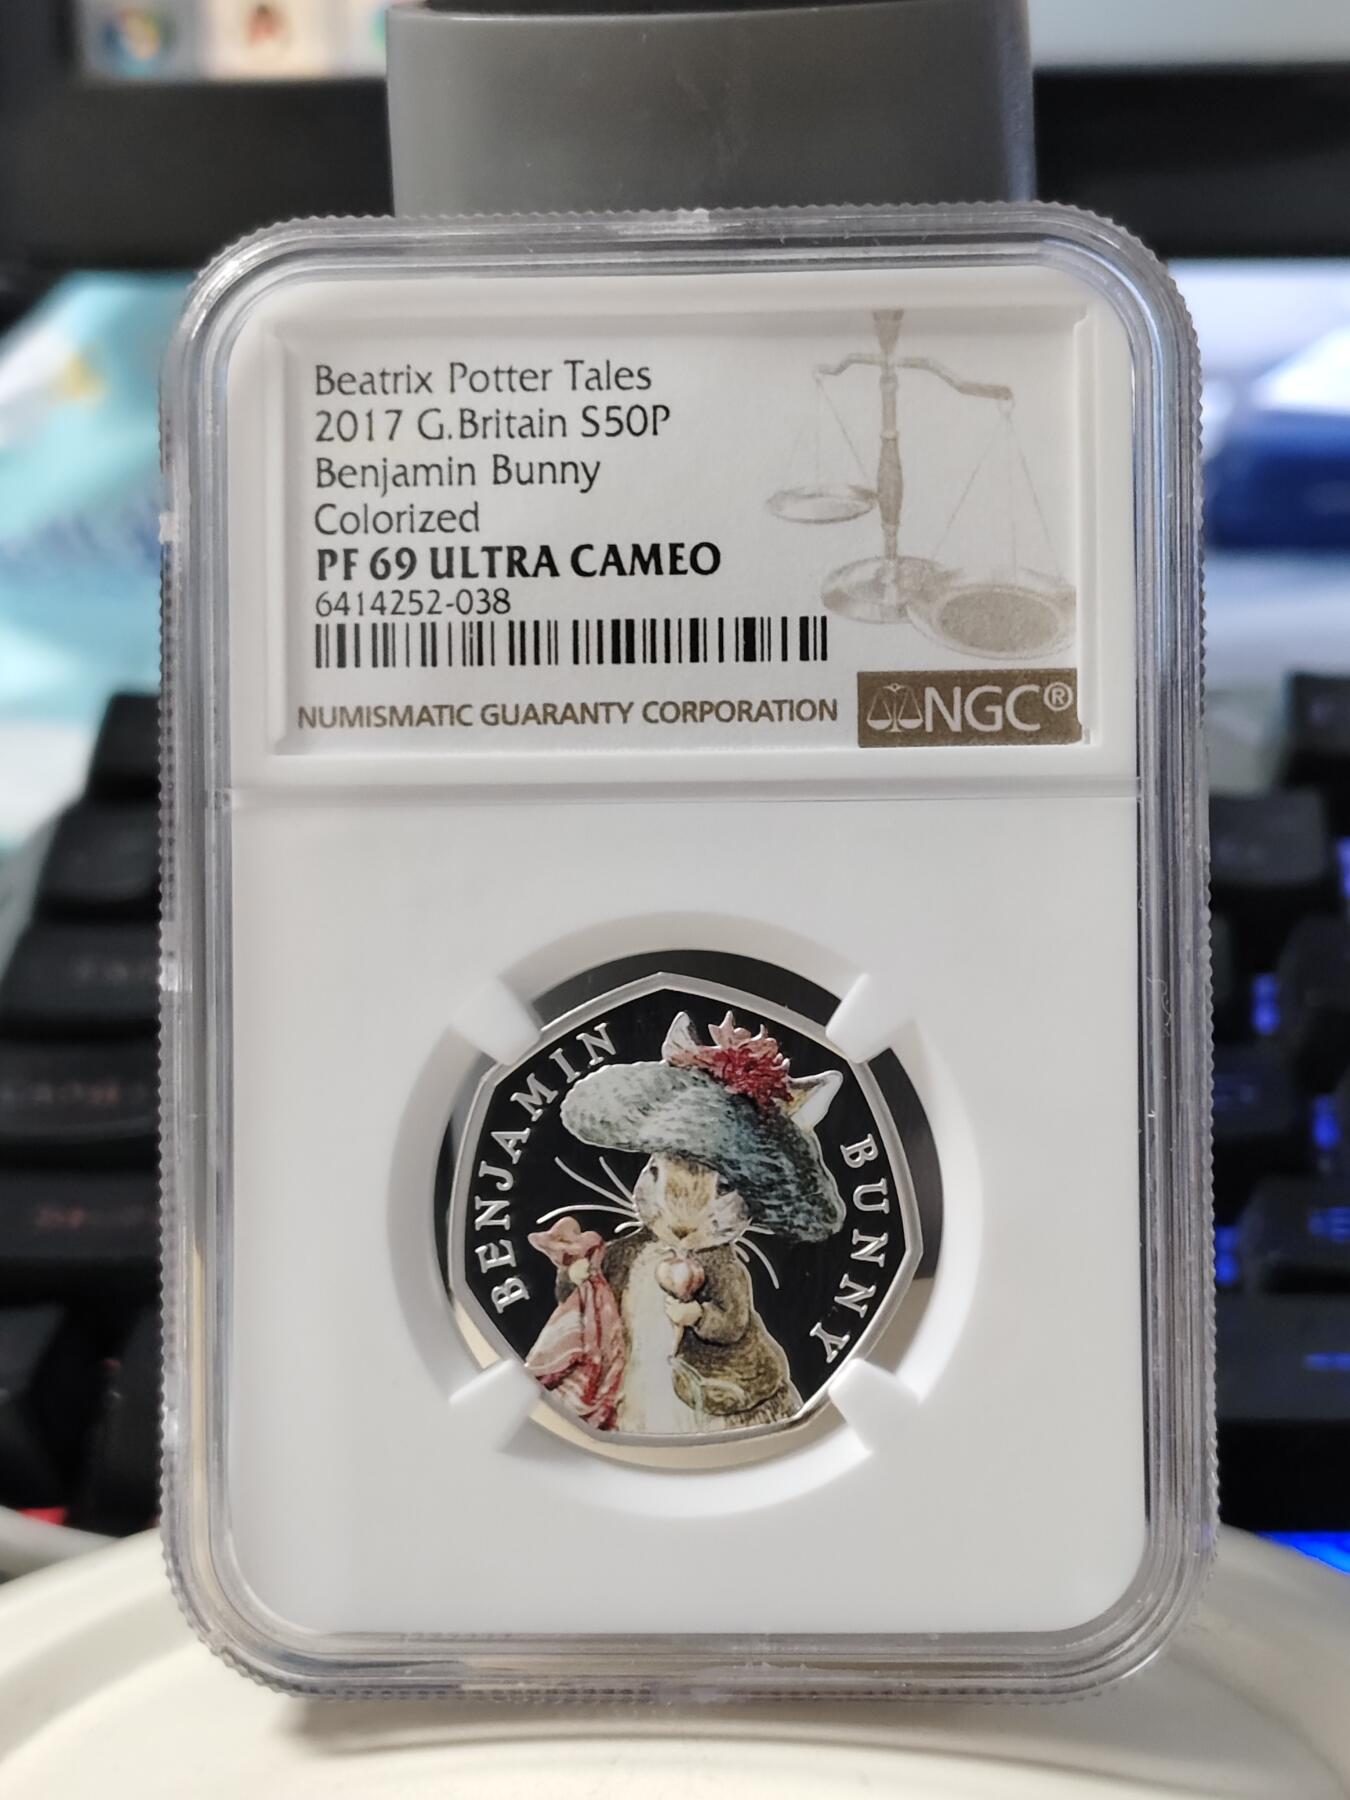 Beatrix Potter Tales
2017 G.Britain S50P
Benjamin Bunny
Colorized
PF 69 ULTRA CAMEO
6414252-038
NUMISMATIC GUARANTY CORPORATION
NGC®
BENJAMIN BUNNY